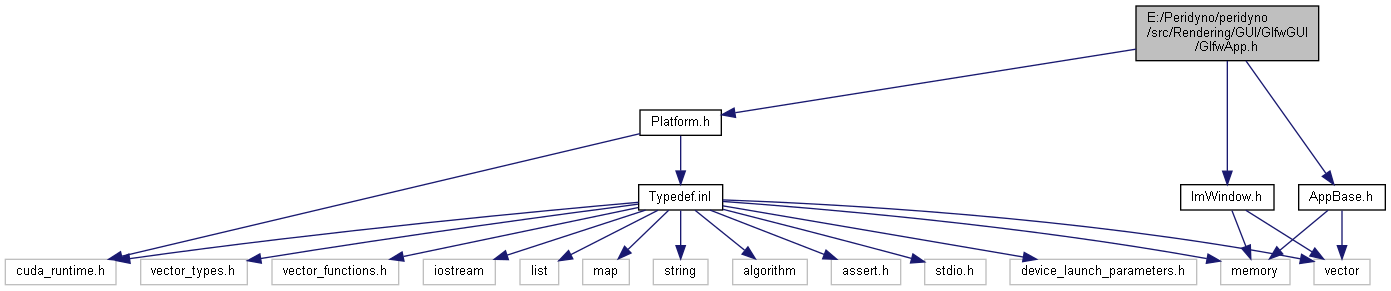 E:/Peridyno/peridyno
/src/Rendering/GUI/GlfwGUI
/GlfwApp.h
Platform.h
Typedef.inl
ImWindow.h
AppBase.h
cuda_runtime.h
vector_types.h
vector_functions.h
iostream
list
map
string
algorithm
assert.h
stdio.h
device_launch_parameters.h
memory
vector